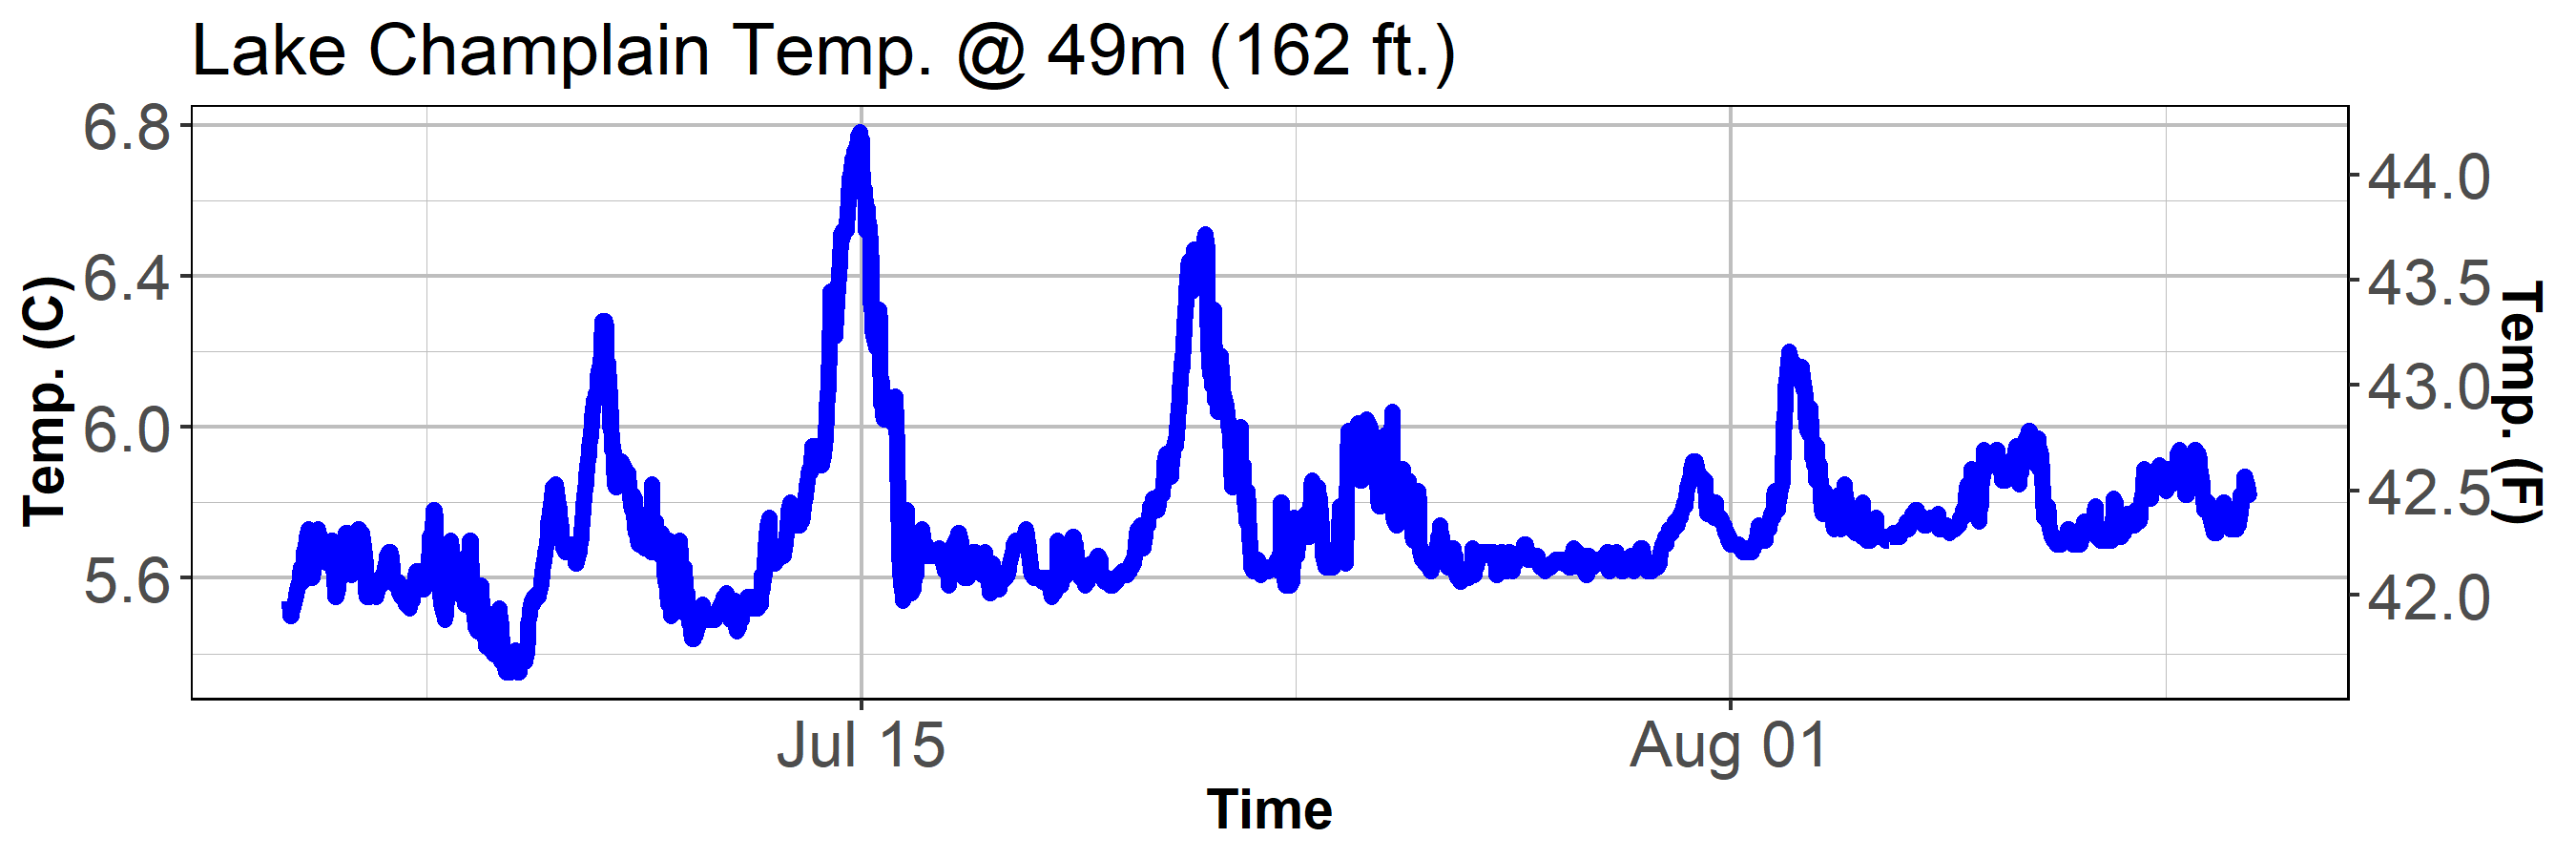 Lake Champlain Temp. @ 49m (162 ft.)
6.8
6.4
6.0
5.6
Temp. (C)
44.0
43.5
43.0
42.5
42.0
Temp. (F)
Jul 15
Aug 01
Time